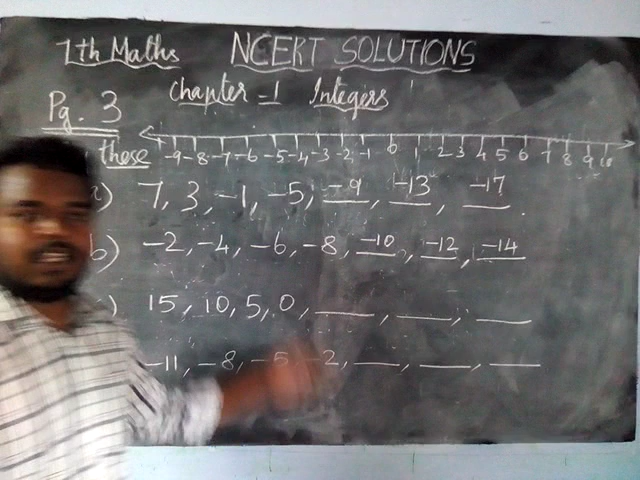 7th Maths NCERT SOLUTIONS
Chapter - 1 Integers
Pg. 3
these -9 -8 -7 -6 -5 -4 -3 -2 -1 0 1 2 3 4 5 6 7 8 9 10
) 7, 3, -1, -5, -9, -13, -17.
b) -2, -4, -6, -8, -10, -12, -14
) 15, 10, 5, 0, ___, ___, ___
-11, -8, -5, -2, ___, ___, ___